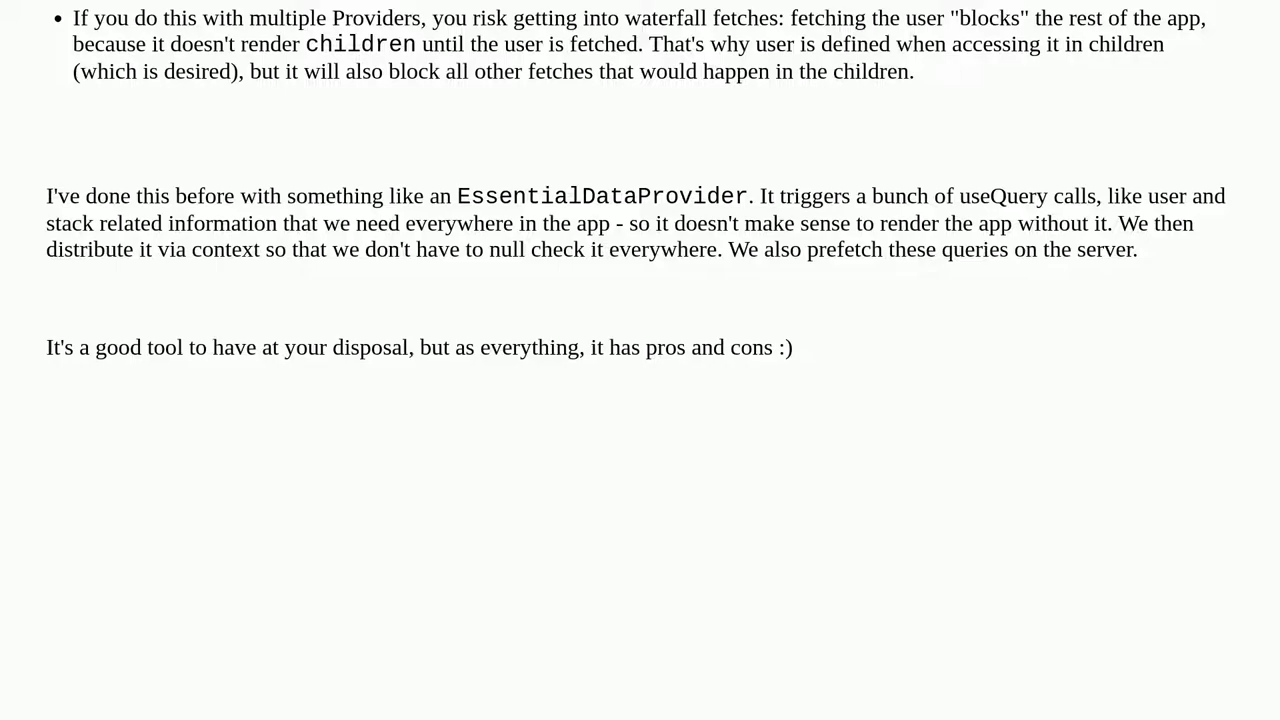 • If you do this with multiple Providers, you risk getting into waterfall fetches: fetching the user "blocks" the rest of the app,
because it doesn't render children until the user is fetched. That's why user is defined when accessing it in children
(which is desired), but it will also block all other fetches that would happen in the children.
I've done this before with something like an EssentialDataProvider. It triggers a bunch of useQuery calls, like user and
stack related information that we need everywhere in the app - so it doesn't make sense to render the app without it. We then
distribute it via context so that we don't have to null check it everywhere. We also prefetch these queries on the server.
It's a good tool to have at your disposal, but as everything, it has pros and cons :)